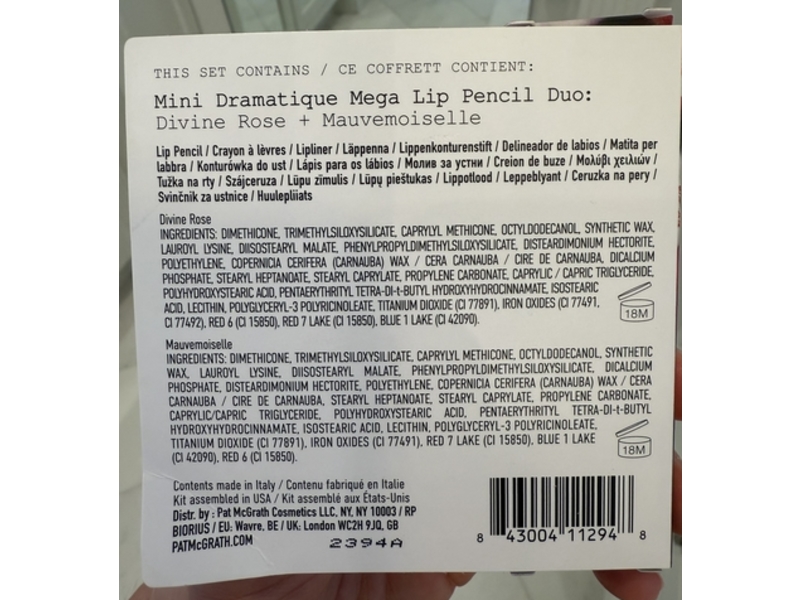 THIS SET CONTAINS / CE COFFRETT CONTIENT:
Mini Dramatique Mega Lip Pencil Duo:
Divine Rose + Mauvemoiselle
Lip Pencil / Crayon à lèvres / Lipliner / Läppenna / Lippenkonturenstift / Delineador de labios / Matita per
labbra / Konturówka do ust / Lápis para os lábios / Молив за устни / Creion de buze / Μολύβι χειλιών /
Tužka na rty / Szájceruza / Lūpu zīmulis / Lūpų pieštukas / Lippotlood / Leppeblyant / Ceruzka na pery /
Svinčnik za ustnice / Huulepliiats
Divine Rose
INGREDIENTS: DIMETHICONE, TRIMETHYLSILOXYSILICATE, CAPRYLYL METHICONE, OCTYLDODECANOL, SYNTHETIC WAX,
LAUROYL LYSINE, DIISOSTEARYL MALATE, PHENYLPROPYLDIMETHYLSILOXYSILICATE, DISTEARDIMONIUM HECTORITE,
POLYETHYLENE, COPERNICIA CERIFERA (CARNAUBA) WAX / CERA CARNAUBA / CIRE DE CARNAUBA, DICALCIUM
PHOSPHATE, STEARYL HEPTANOATE, STEARYL CAPRYLATE, PROPYLENE CARBONATE, CAPRYLIC / CAPRIC TRIGLYCERIDE,
POLYHYDROXYSTEARIC ACID, PENTAERYTHRITYL TETRA-DI-t-BUTYL HYDROXYHYDROCINNAMATE, ISOSTEARIC
ACID, LECITHIN, POLYGLYCERYL-3 POLYRICINOLEATE, TITANIUM DIOXIDE (CI 77891), IRON OXIDES (CI 77491,
CI 77492), RED 6 (CI 15850), RED 7 LAKE (CI 15850), BLUE 1 LAKE (CI 42090).
18M
Mauvemoiselle
INGREDIENTS: DIMETHICONE, TRIMETHYLSILOXYSILICATE, CAPRYLYL METHICONE, OCTYLDODECANOL, SYNTHETIC
WAX, LAUROYL LYSINE, DIISOSTEARYL MALATE, PHENYLPROPYLDIMETHYLSILOXYSILICATE, DICALCIUM
PHOSPHATE, DISTEARDIMONIUM HECTORITE, POLYETHYLENE, COPERNICIA CERIFERA (CARNAUBA) WAX / CERA
CARNAUBA / CIRE DE CARNAUBA, STEARYL HEPTANOATE, STEARYL CAPRYLATE, PROPYLENE CARBONATE,
CAPRYLIC/CAPRIC TRIGLYCERIDE, POLYHYDROXYSTEARIC ACID, PENTAERYTHRITYL TETRA-DI-t-BUTYL
HYDROXYHYDROCINNAMATE, ISOSTEARIC ACID, LECITHIN, POLYGLYCERYL-3 POLYRICINOLEATE,
TITANIUM DIOXIDE (CI 77891), IRON OXIDES (CI 77491), RED 7 LAKE (CI 15850), BLUE 1 LAKE
(CI 42090), RED 6 (CI 15850).
18M
Contents made in Italy / Contenu fabriqué en Italie
Kit assembled in USA / Kit assemblé aux États-Unis
Distr. by : Pat McGrath Cosmetics LLC, NY, NY 10003 / RP
BIORIUS / EU: Wavre, BE / UK: London WC2H 9JQ, GB
PATMcGRATH.COM
2394A
8 43004 11294 8